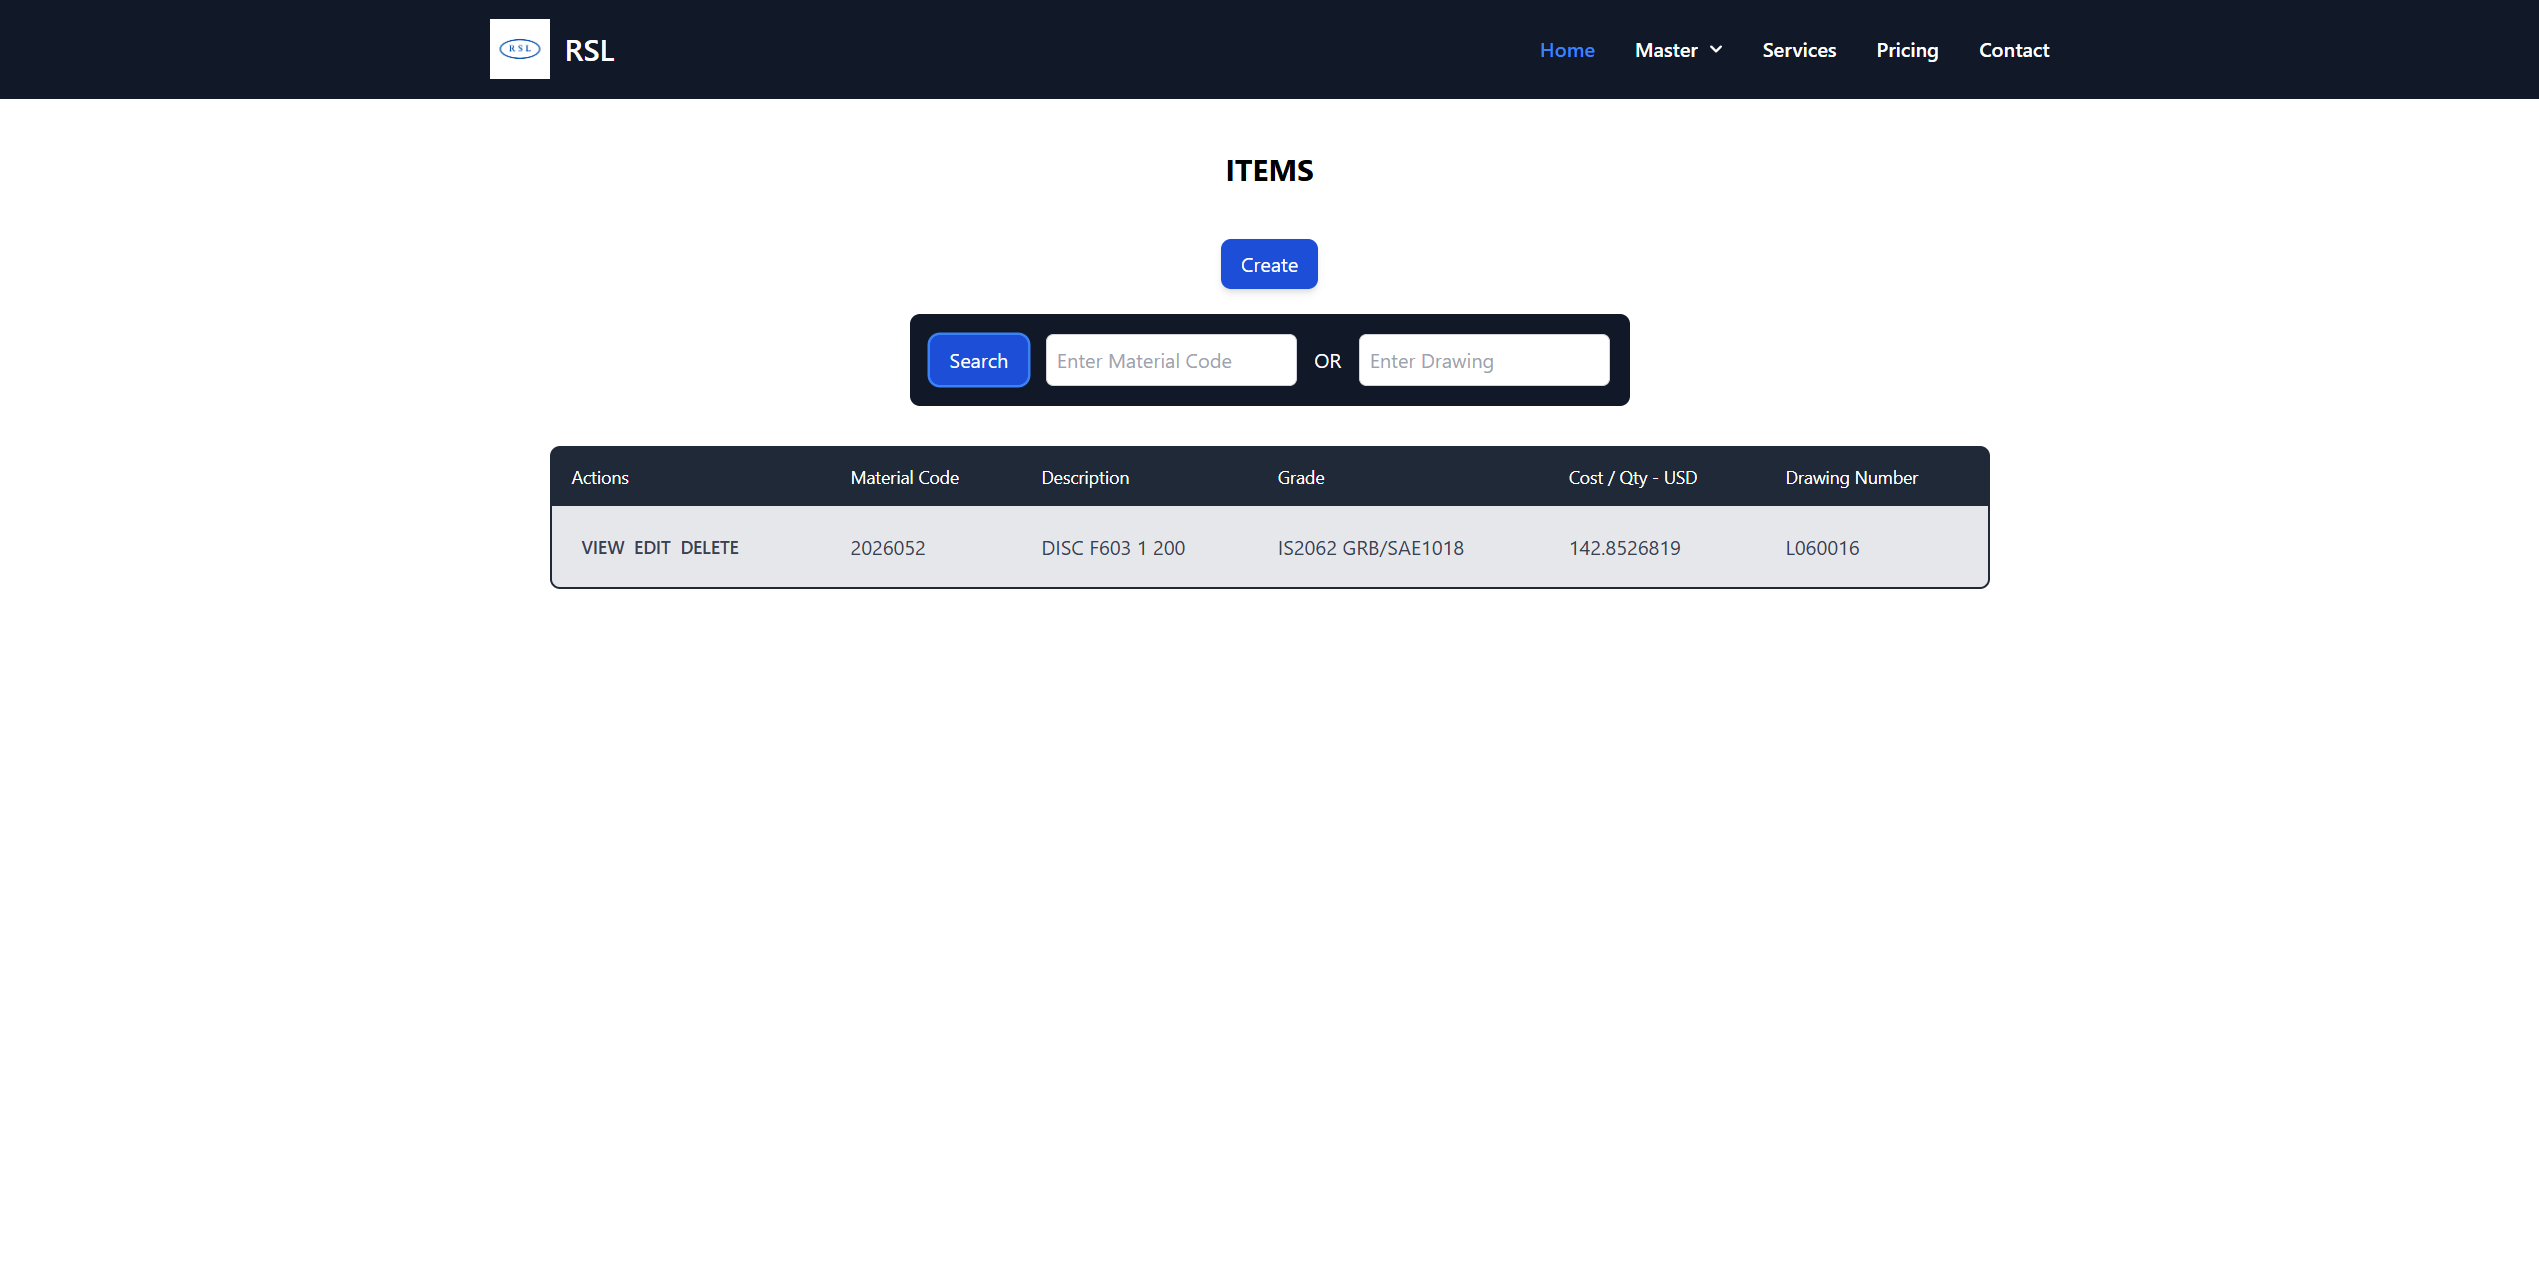 RSL RSL Home Master Services Pricing Contact
ITEMS
Create
Search Enter Material Code OR Enter Drawing
Actions Material Code Description Grade Cost / Qty - USD Drawing Number
VIEW EDIT DELETE 2026052 DISC F603 1 200 IS2062 GRB/SAE1018 142.8526819 L060016